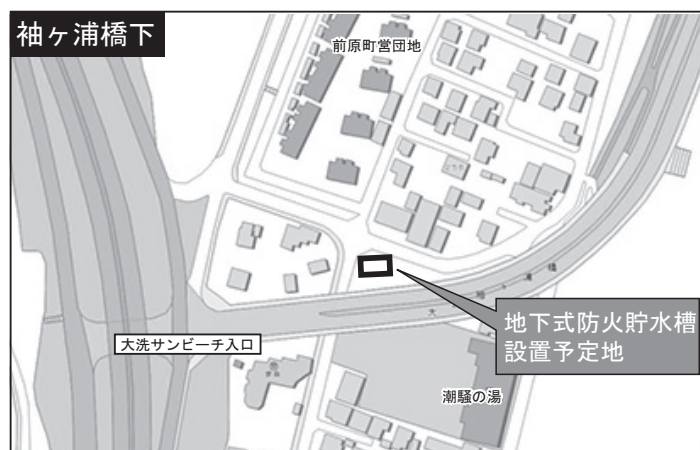 袖ヶ浦橋下
前原町営団地
大洗サンビーチ入口
地下式防火貯水槽
設置予定地
潮騒の湯